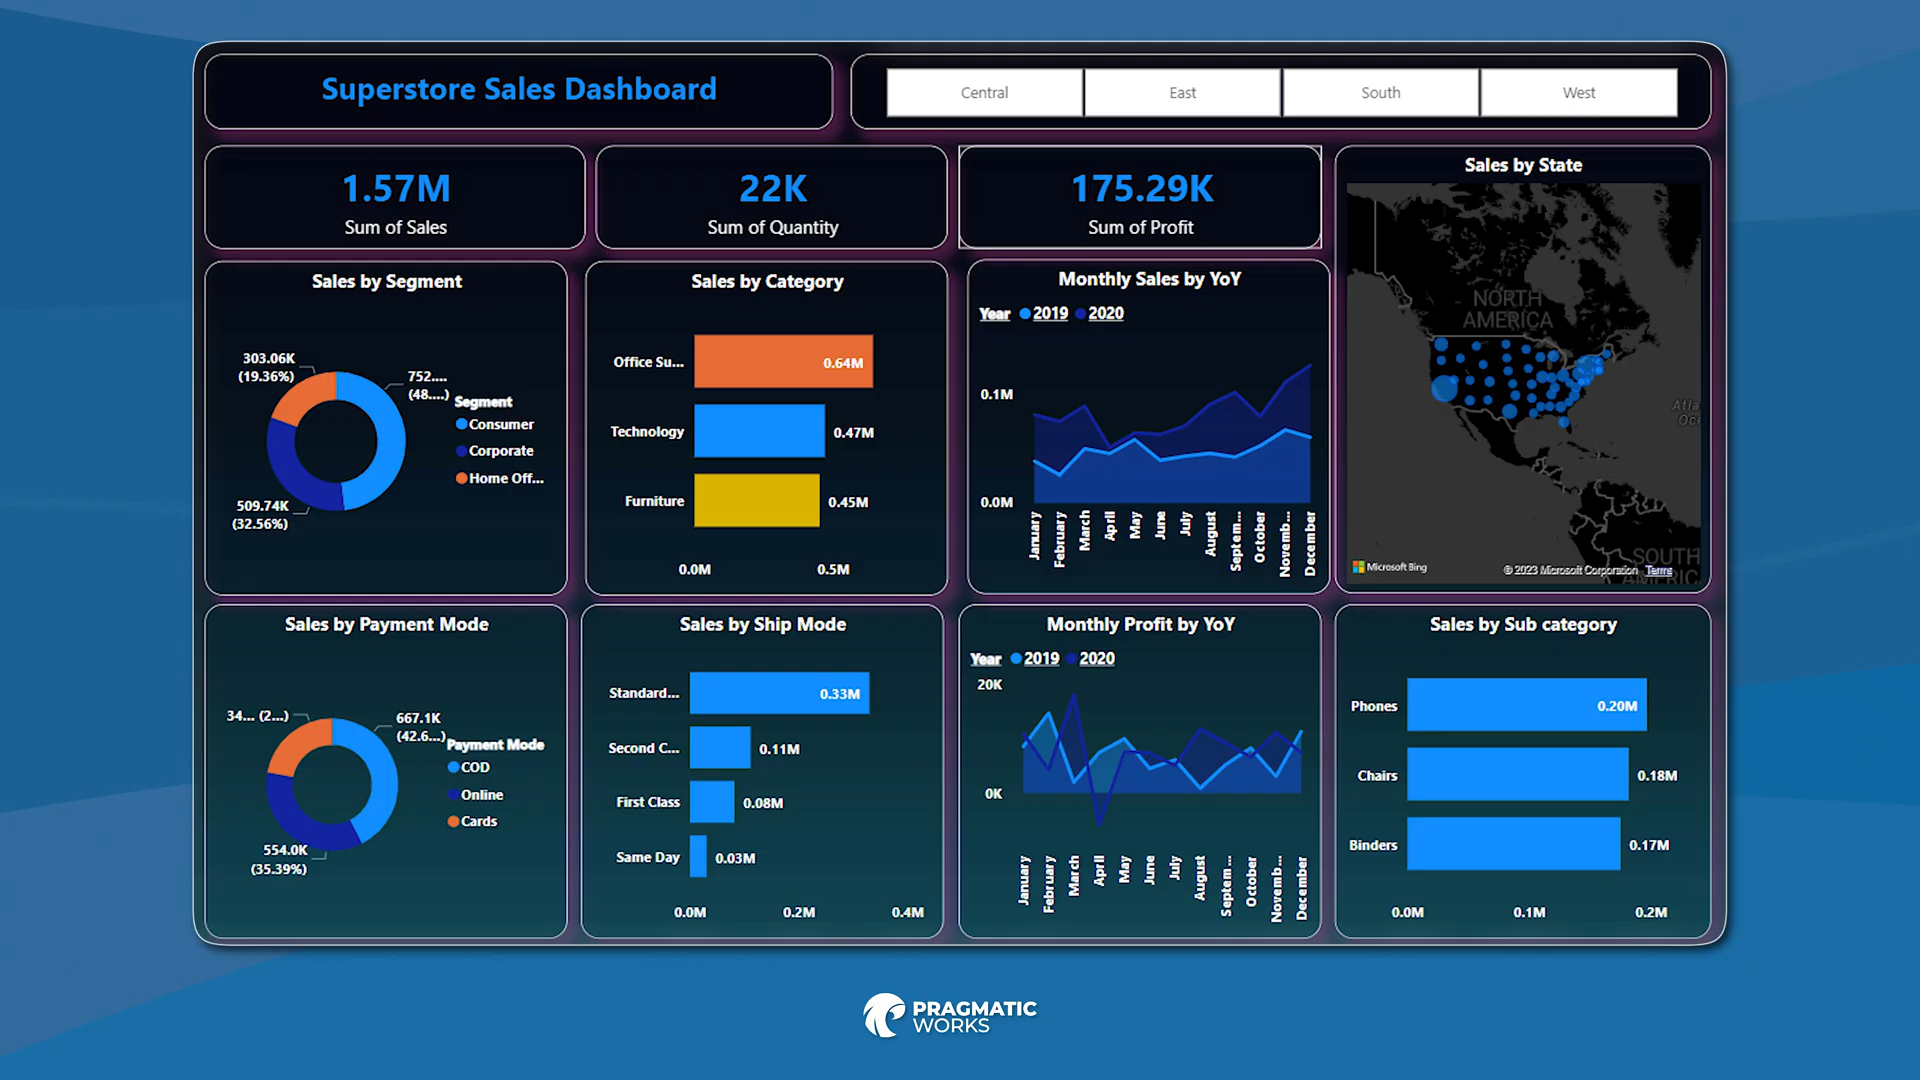 Superstore Sales Dashboard
Central
East
South
West
1.57M
Sum of Sales
22K
Sum of Quantity
175.29K
Sum of Profit
Sales by State
NORTH
AMERICA
SOUTH
AMERIC
Microsoft Bing
© 2023 Microsoft Corporation Terms
Sales by Segment
303.06K
(19.36%)
752....
(48....)
509.74K
(32.56%)
Segment
Consumer
Corporate
Home Off...
Sales by Category
Office Su...
0.64M
Technology
0.47M
Furniture
0.45M
0.0M
0.5M
Monthly Sales by YoY
Year 2019 2020
0.1M
0.0M
January
February
March
April
May
June
July
August
Septem...
October
Novemb...
December
Sales by Payment Mode
34... (2...)
667.1K
(42.6...)
554.0K
(35.39%)
Payment Mode
COD
Online
Cards
Sales by Ship Mode
Standard...
0.33M
Second C...
0.11M
First Class
0.08M
Same Day
0.03M
0.0M
0.2M
0.4M
Monthly Profit by YoY
Year 2019 2020
20K
0K
January
February
March
April
May
June
July
August
Septem...
October
Novemb...
December
Sales by Sub category
Phones
0.20M
Chairs
0.18M
Binders
0.17M
0.0M
0.1M
0.2M
PRAGMATIC
WORKS